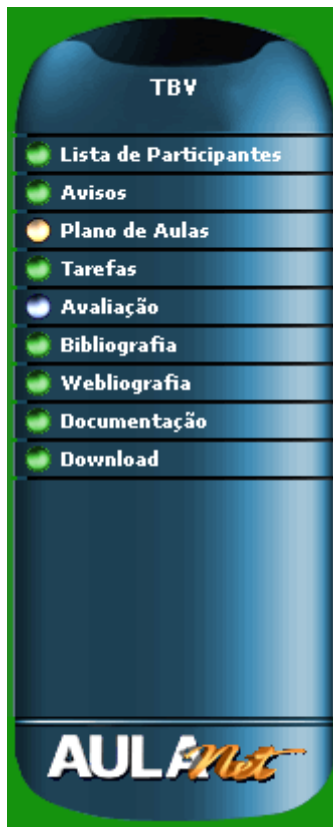 TBV
Lista de Participantes
Avisos
Plano de Aulas
Tarefas
Avaliação
Bibliografia
Webliografia
Documentação
Download
AULANet